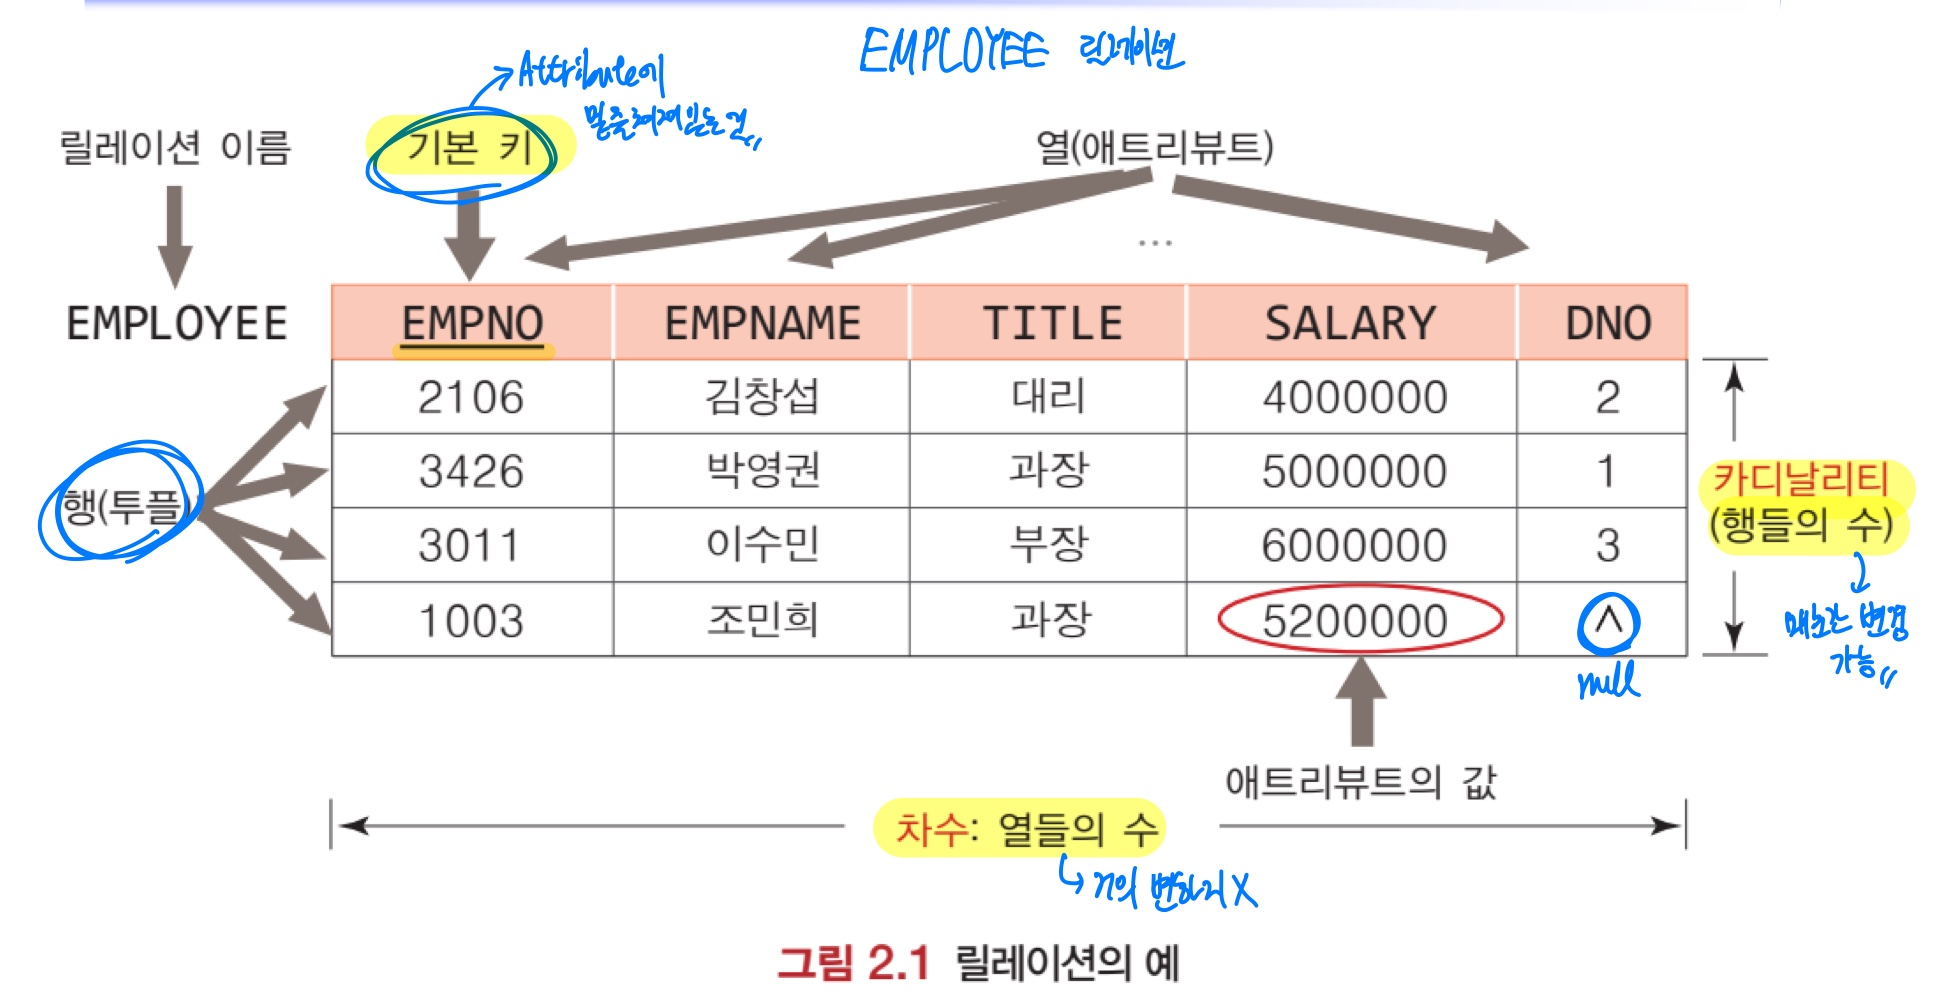 EMPLOYEE 릴레이션
Attribute에
밑줄쳐져있는건
릴레이션 이름
기본 키
열(애트리뷰트)
...
EMPLOYEE
EMPNO EMPNAME TITLE SALARY DNO
2106 김창섭 대리 4000000 2
3426 박영권 과장 5000000 1
3011 이수민 부장 6000000 3
1003 조민희 과장 5200000 ∧
행(투플)
카디날리티
(행들의 수)
매초라 변경
가능
null
애트리뷰트의 값
차수: 열들의 수
거의 변하지 X
그림 2.1 릴레이션의 예